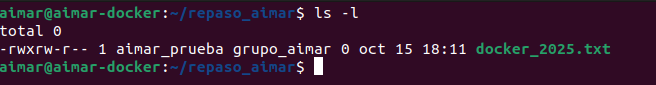 aimar@aimar-docker:~/repaso_aimar$ ls -l
total 0
-rwxrw-r-- 1 aimar_prueba grupo_aimar 0 oct 15 18:11 docker_2025.txt
aimar@aimar-docker:~/repaso_aimar$